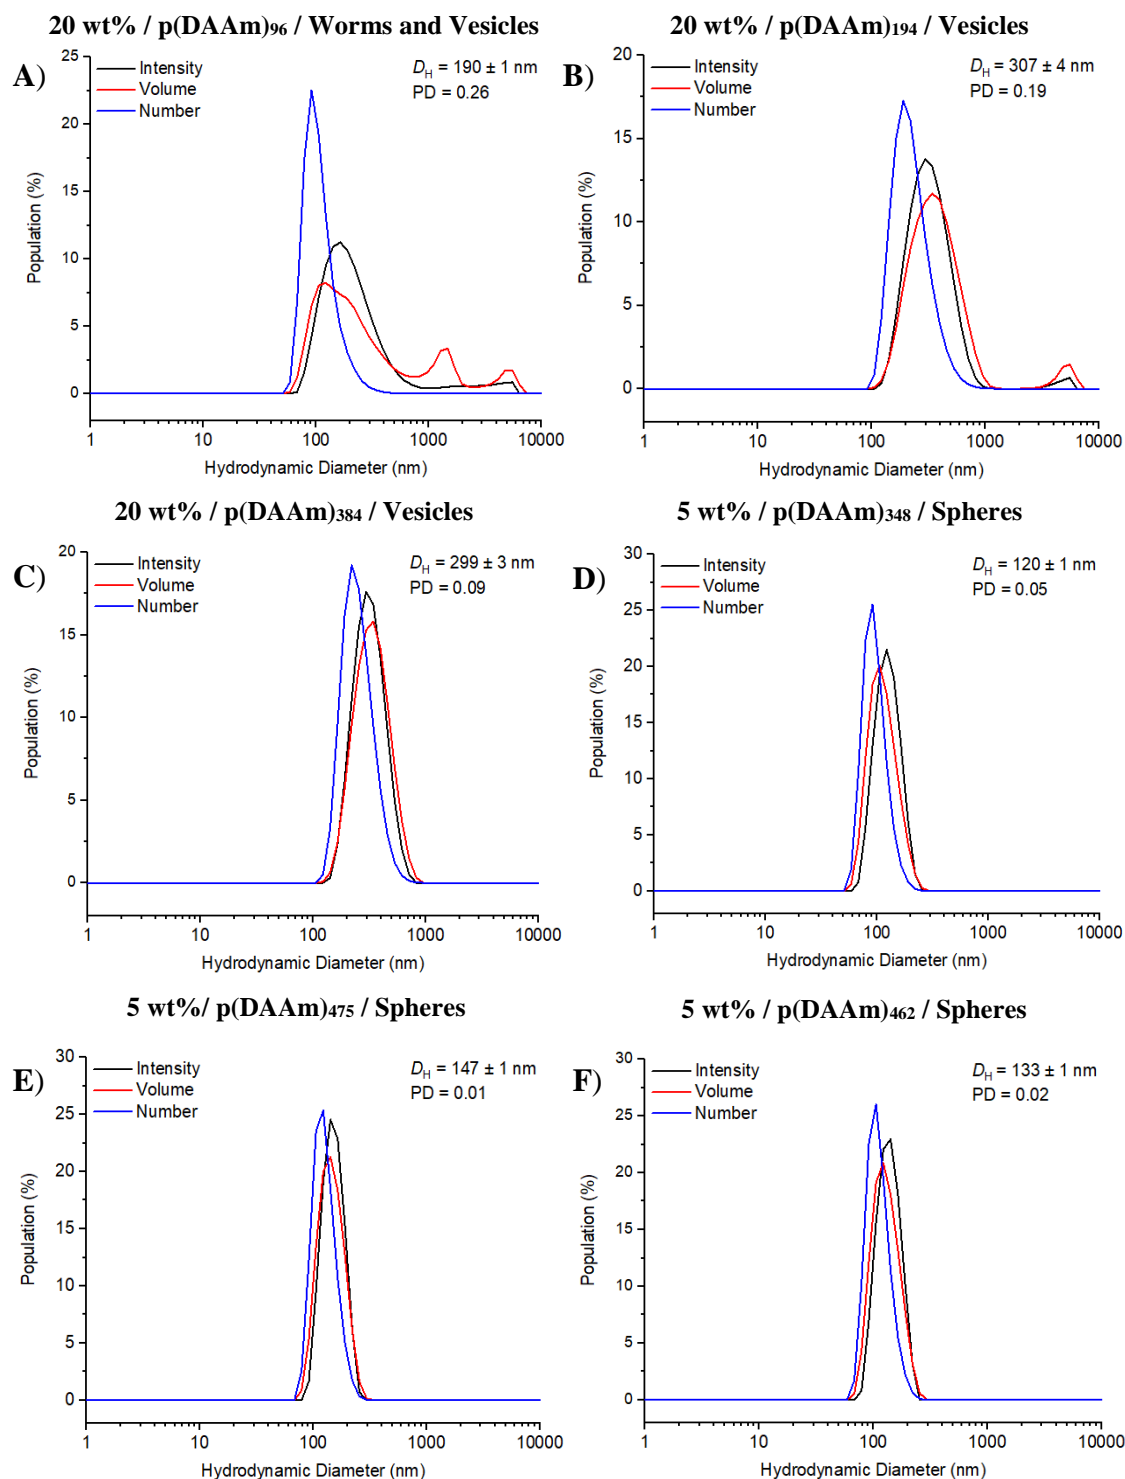 20 wt% / p(DAAm)96 / Worms and Vesicles
20 wt% / p(DAAm)194 / Vesicles
A)
25
20
15
10
5
0
Population (%)
Intensity
Volume
Number
DH = 190 ± 1 nm
PD = 0.26
1
10
100
1000
10000
Hydrodynamic Diameter (nm)
B)
20
15
10
5
0
Population (%)
Intensity
Volume
Number
DH = 307 ± 4 nm
PD = 0.19
1
10
100
1000
10000
Hydrodynamic Diameter (nm)
20 wt% / p(DAAm)384 / Vesicles
5 wt% / p(DAAm)348 / Spheres
C)
20
15
10
5
0
Population (%)
Intensity
Volume
Number
DH = 299 ± 3 nm
PD = 0.09
1
10
100
1000
10000
Hydrodynamic Diameter (nm)
D)
30
25
20
15
10
5
0
Population (%)
Intensity
Volume
Number
DH = 120 ± 1 nm
PD = 0.05
1
10
100
1000
10000
Hydrodynamic Diameter (nm)
5 wt%/ p(DAAm)475 / Spheres
5 wt% / p(DAAm)462 / Spheres
E)
30
25
20
15
10
5
0
Population (%)
Intensity
Volume
Number
DH = 147 ± 1 nm
PD = 0.01
1
10
100
1000
10000
Hydrodynamic Diameter (nm)
F)
30
25
20
15
10
5
0
Population (%)
Intensity
Volume
Number
DH = 133 ± 1 nm
PD = 0.02
1
10
100
1000
10000
Hydrodynamic Diameter (nm)